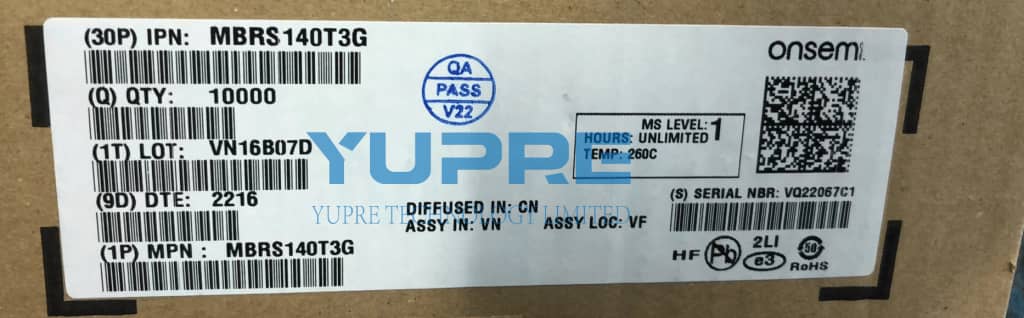 (30P) IPN: MBRS140T3G
onsemi
(Q) QTY: 10000
QA
PASS
V22
MS LEVEL: 1
HOURS: UNLIMITED
TEMP: 260C
(1T) LOT: VN16B07D
YUPRE
YUPRE TECHNOLOGY LIMITED
(9D) DTE: 2216
DIFFUSED IN: CN
ASSY IN: VN ASSY LOC: VF
(S) SERIAL NBR: VQ22067C1
(1P) MPN : MBRS140T3G
HF Pb 2LI e3 50 RoHS